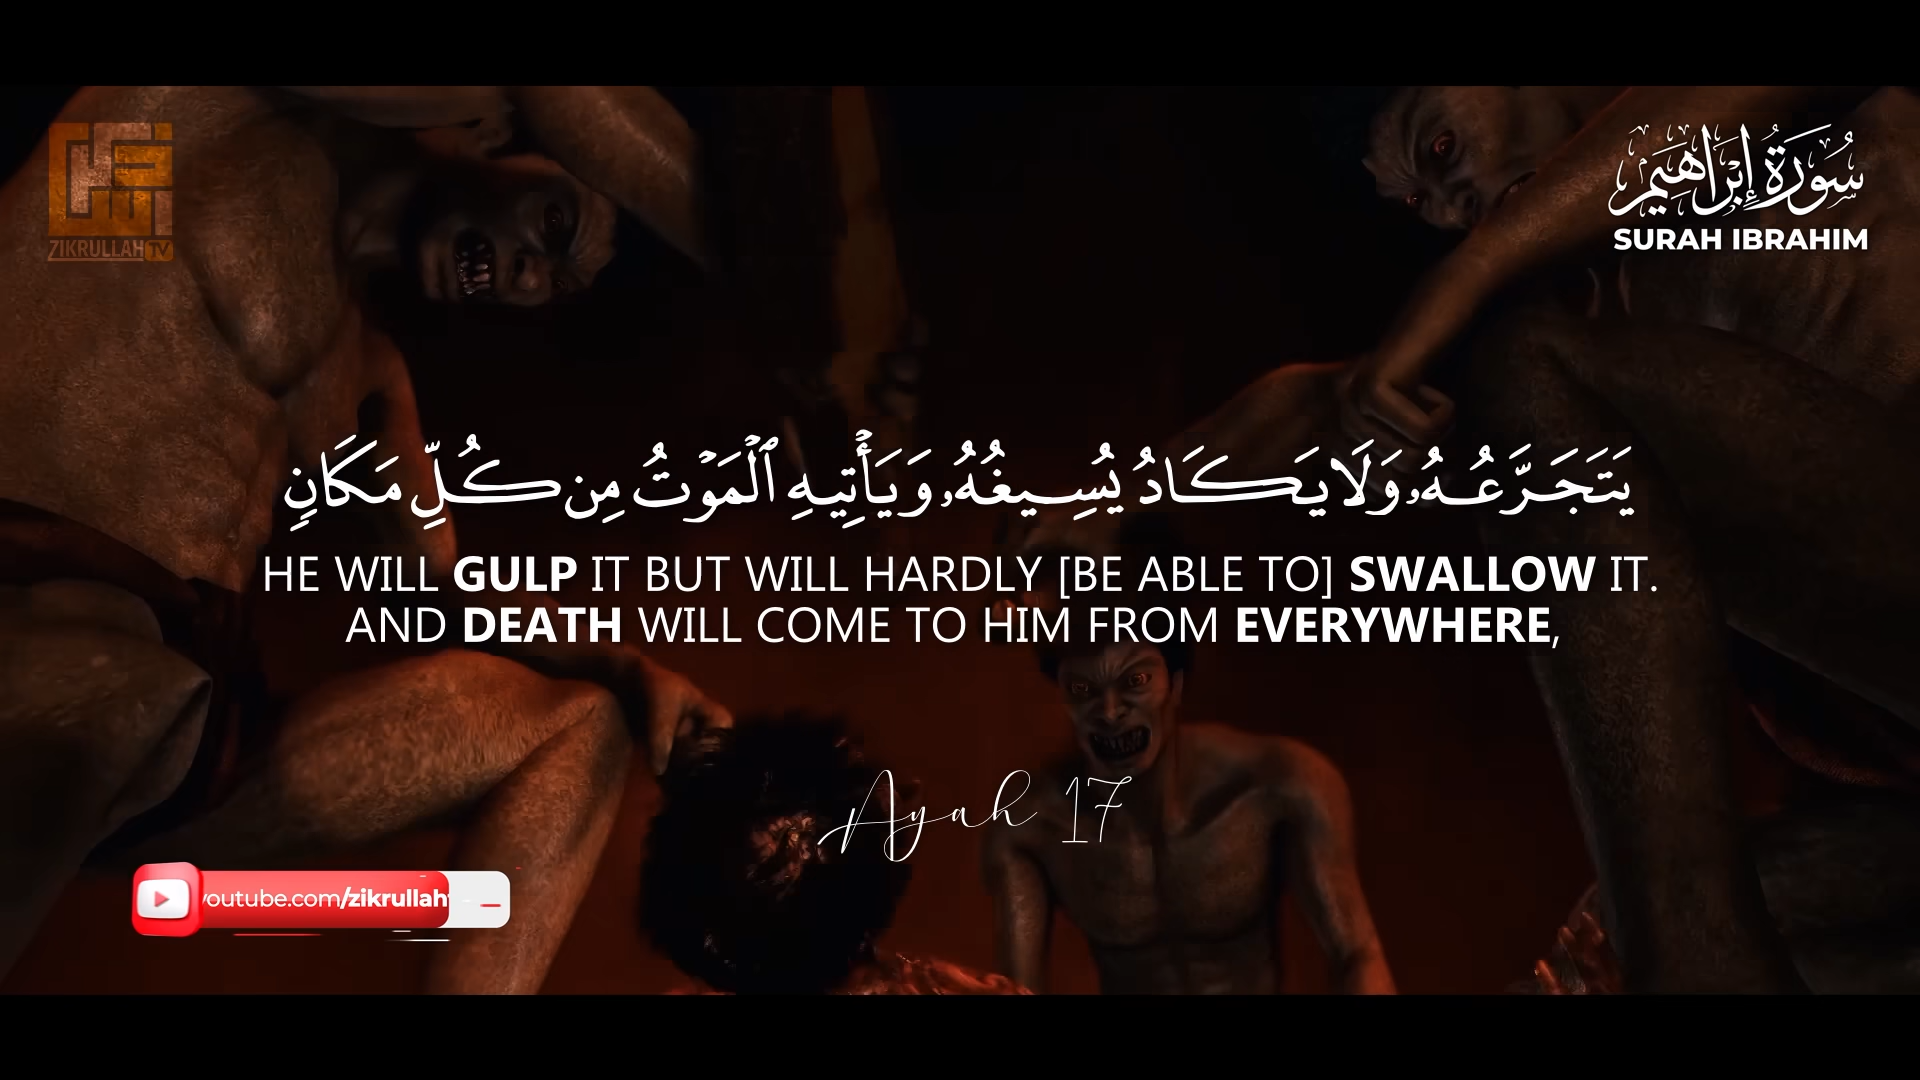 ZIKRULLAH TV
سُورَةُ إِبْرَاهِيم
SURAH IBRAHIM
يَتَجَرَّعُهُۥ وَلَا يَكَادُ يُسِيغُهُۥ وَيَأْتِيهِ ٱلْمَوْتُ مِن كُلِّ مَكَانٍ
HE WILL GULP IT BUT WILL HARDLY [BE ABLE TO] SWALLOW IT.
AND DEATH WILL COME TO HIM FROM EVERYWHERE,
Ayah 17
youtube.com/zikrullah